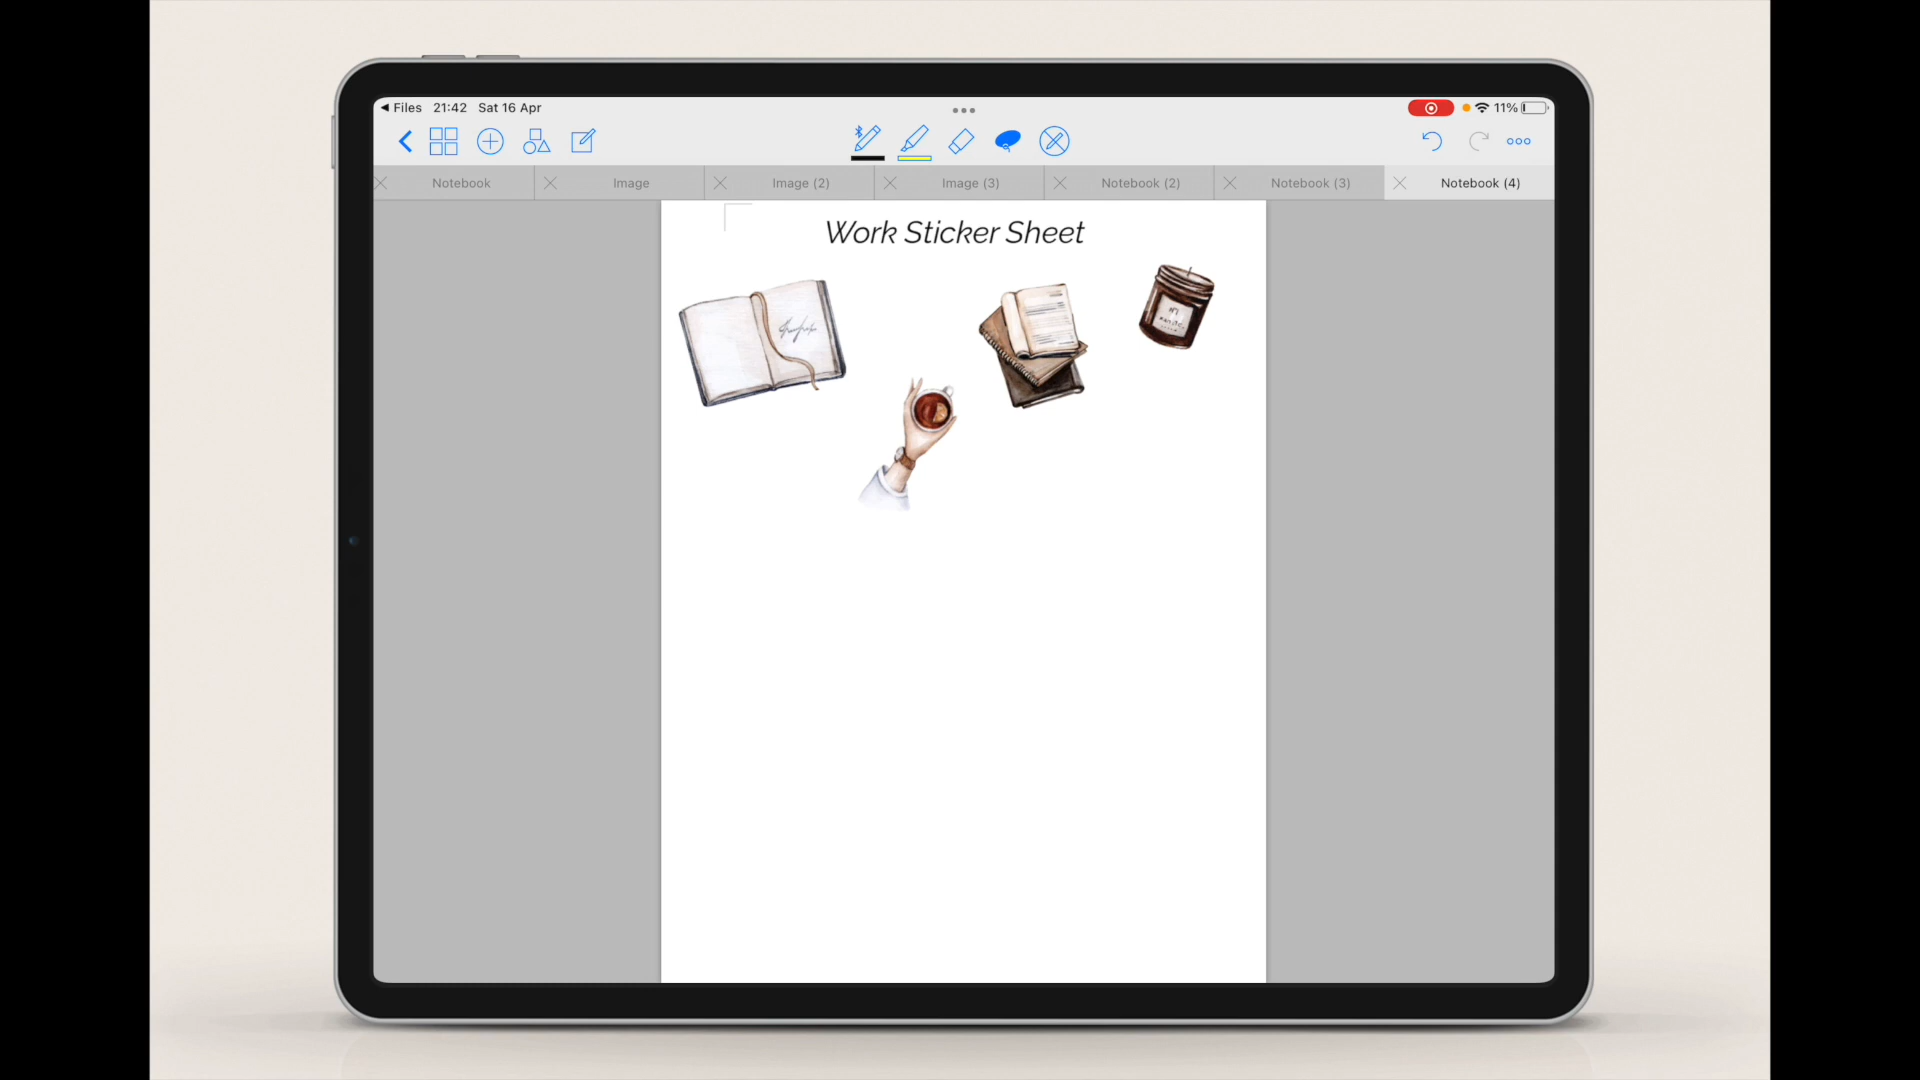 Files 21:42 Sat 16 Apr
11%
Notebook
Image
Image (2)
Image (3)
Notebook (2)
Notebook (3)
Notebook (4)
Work Sticker Sheet